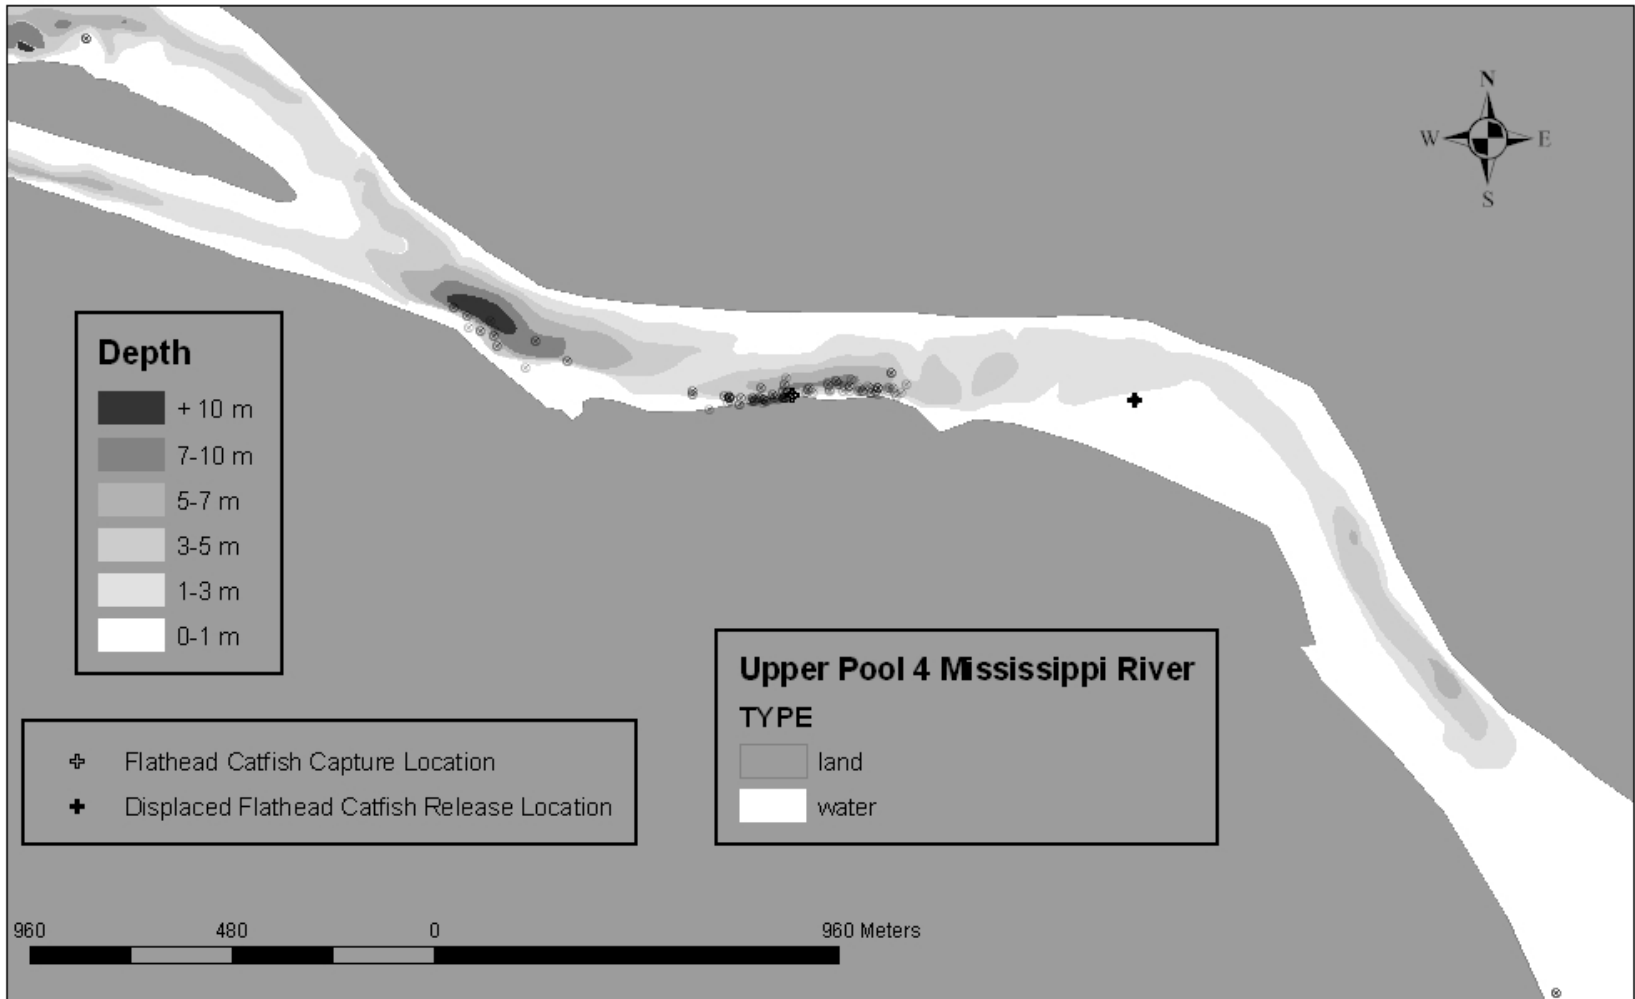 N
W E
S
Depth
+ 10 m
7-10 m
5-7 m
3-5 m
1-3 m
0-1 m
Upper Pool 4 Mississippi River
TYPE
land
water
Flathead Catfish Capture Location
Displaced Flathead Catfish Release Location
960 480 0 960 Meters